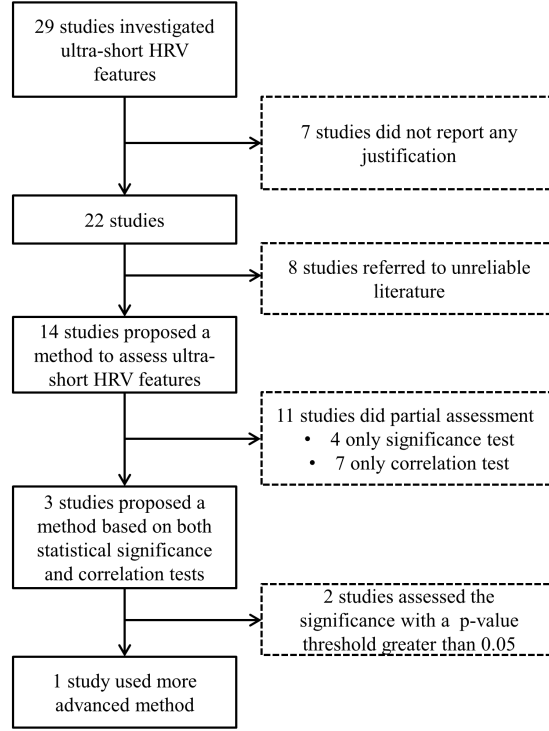 29 studies investigated
ultra-short HRV
features
7 studies did not report any
justification
22 studies
8 studies referred to unreliable
literature
14 studies proposed a
method to assess ultra-
short HRV features
11 studies did partial assessment
• 4 only significance test
• 7 only correlation test
3 studies proposed a
method based on both
statistical significance
and correlation tests
2 studies assessed the
significance with a p-value
threshold greater than 0.05
1 study used more
advanced method